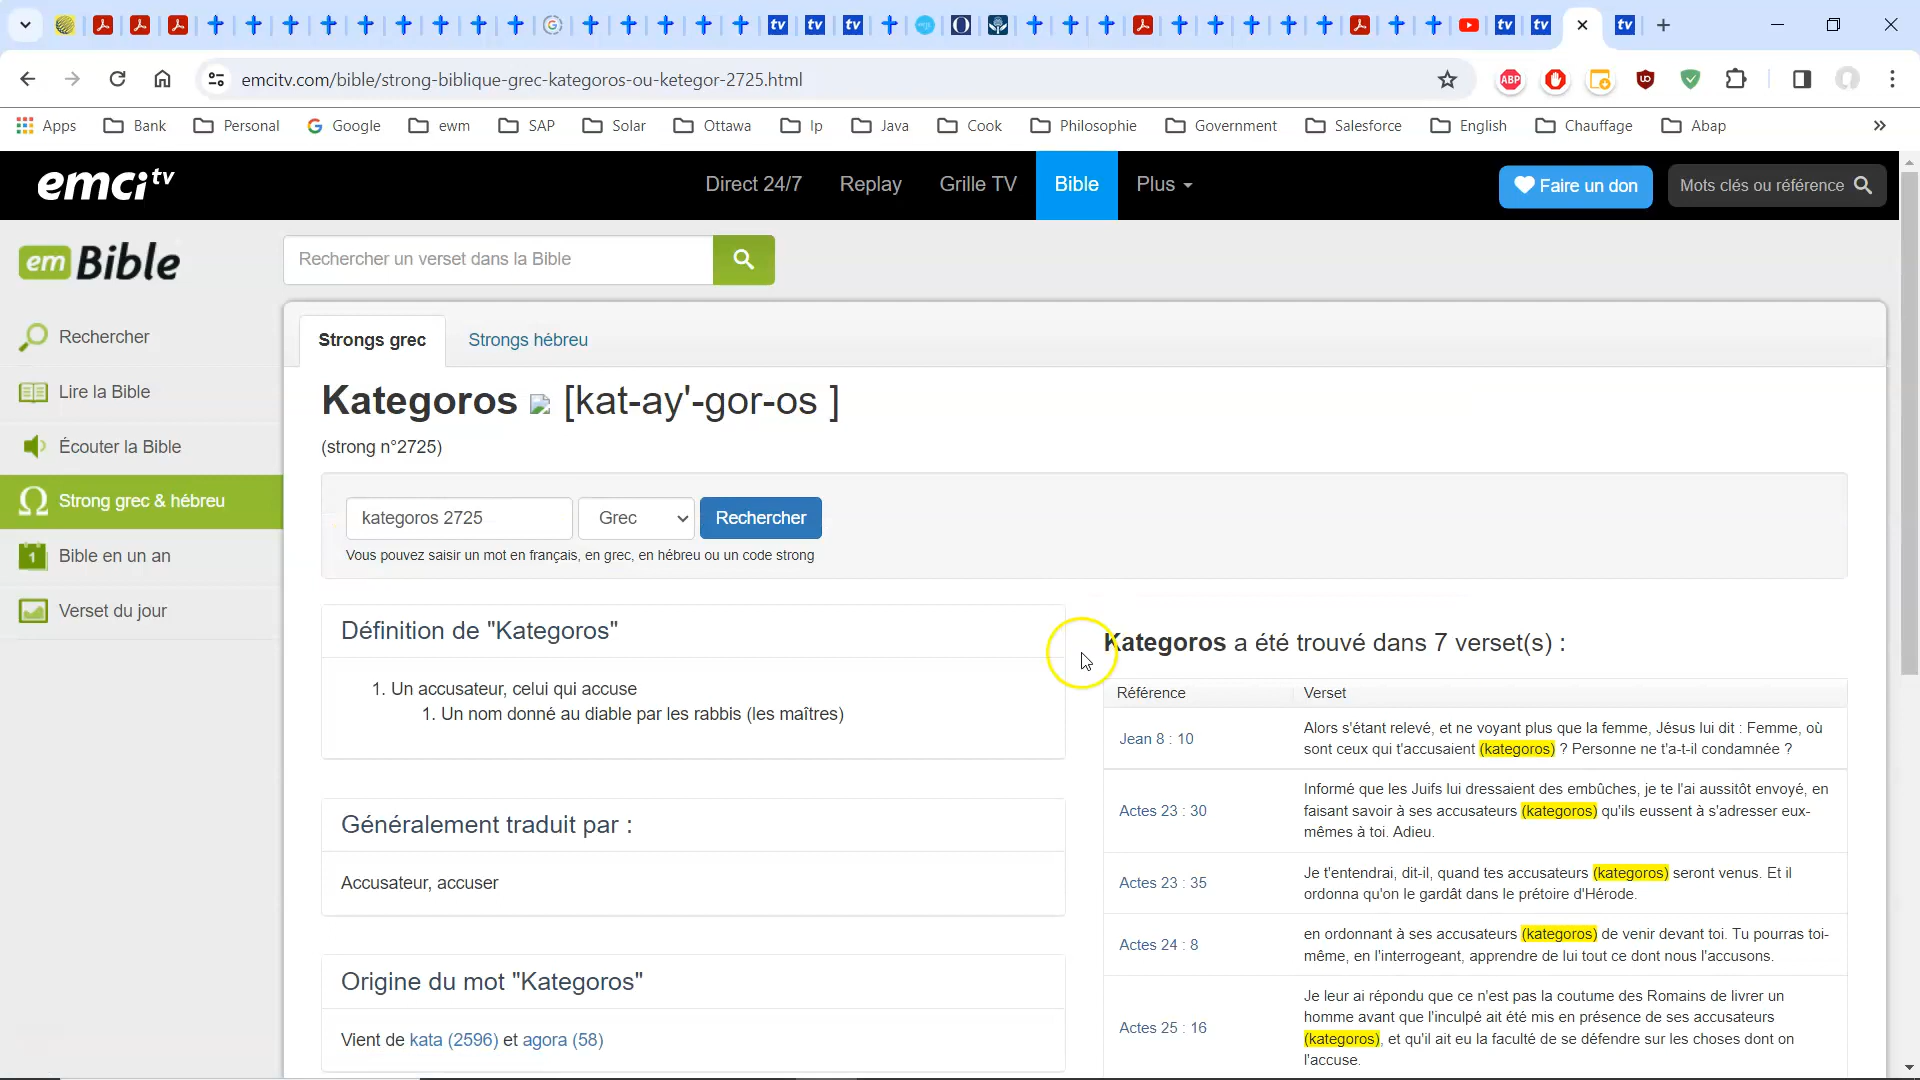 emcitv.com/bible/strong-biblique-grec-kategoros-ou-ketegor-2725.html
Apps Bank Personal Google ewm SAP Solar Ottawa Ip Java Cook Philosophie Government Salesforce English Chauffage Abap »
emci tv Direct 24/7 Replay Grille TV Bible Plus Faire un don Mots clés ou référence
em Bible Rechercher un verset dans la Bible
Rechercher
Lire la Bible
Écouter la Bible
Strong grec & hébreu
Bible en un an
1
Verset du jour
Strongs grec Strongs hébreu
Kategoros [kat-ay'-gor-os ]
(strong n°2725)
kategoros 2725 Grec Rechercher
Vous pouvez saisir un mot en français, en grec, en hébreu ou un code strong
Définition de "Kategoros"
1. Un accusateur, celui qui accuse
1. Un nom donné au diable par les rabbis (les maîtres)
Généralement traduit par :
Accusateur, accuser
Origine du mot "Kategoros"
Vient de kata (2596) et agora (58)
Kategoros a été trouvé dans 7 verset(s) :
Référence Verset
Jean 8 : 10
Alors s'étant relevé, et ne voyant plus que la femme, Jésus lui dit : Femme, où
sont ceux qui t'accusaient (kategoros) ? Personne ne t'a-t-il condamnée ?
Actes 23 : 30
Informé que les Juifs lui dressaient des embûches, je te l'ai aussitôt envoyé, en
faisant savoir à ses accusateurs (kategoros) qu'ils eussent à s'adresser eux-
mêmes à toi. Adieu.
Actes 23 : 35
Je t'entendrai, dit-il, quand tes accusateurs (kategoros) seront venus. Et il
ordonna qu'on le gardât dans le prétoire d'Hérode.
Actes 24 : 8
en ordonnant à ses accusateurs (kategoros) de venir devant toi. Tu pourras toi-
même, en l'interrogeant, apprendre de lui tout ce dont nous l'accusons.
Actes 25 : 16
Je leur ai répondu que ce n'est pas la coutume des Romains de livrer un
homme avant que l'inculpé ait été mis en présence de ses accusateurs
(kategoros), et qu'il ait eu la faculté de se défendre sur les choses dont on
l'accuse.